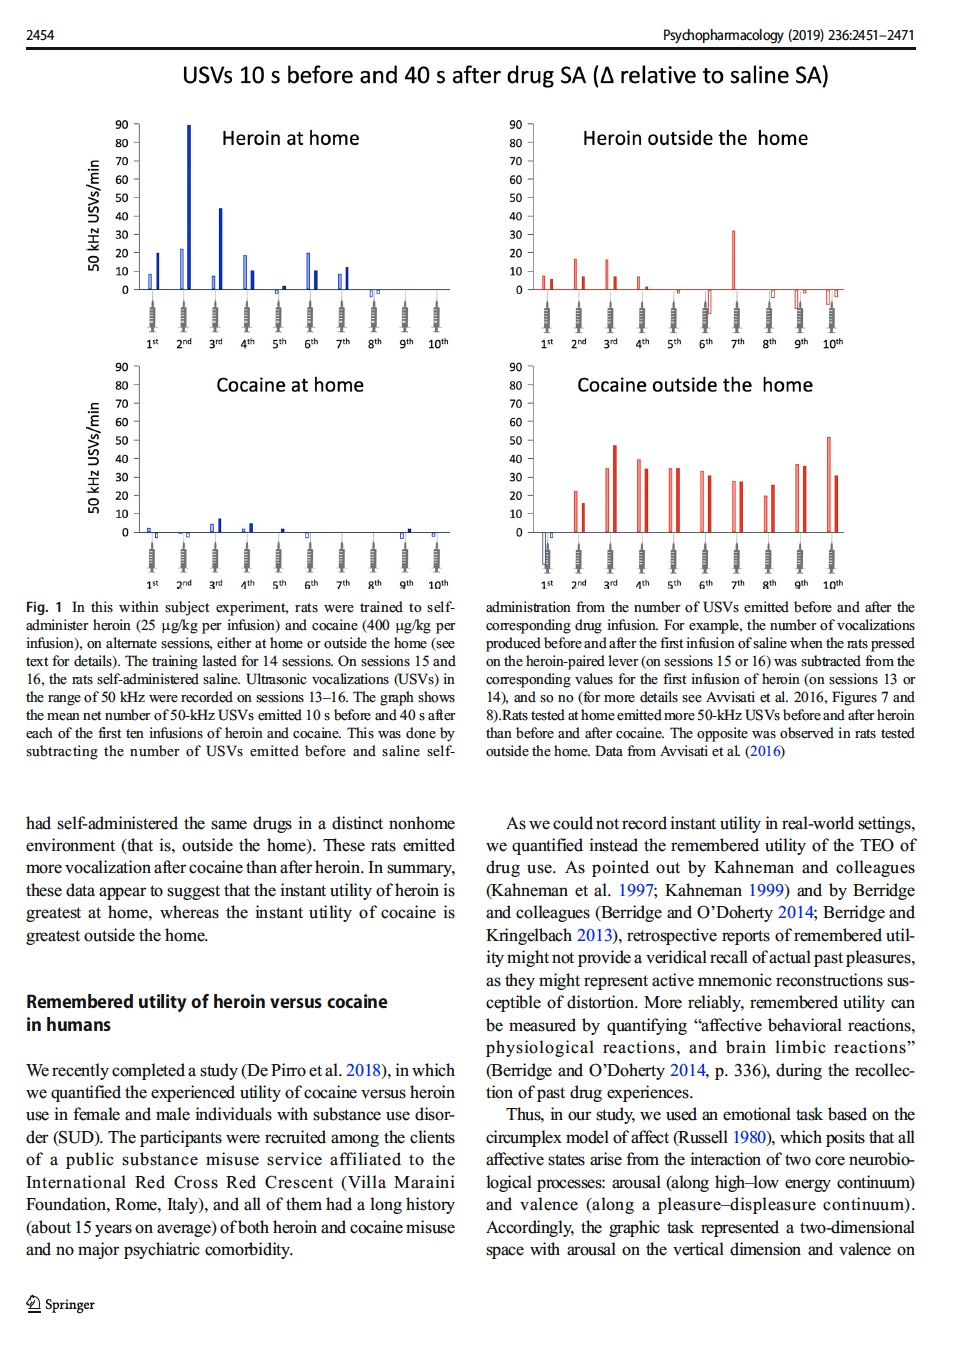 2454
Psychopharmacology (2019) 236:2451–2471
USVs 10 s before and 40 s after drug SA (Δ relative to saline SA)
Heroin at home
50 kHz USVs/min
90
80
70
60
50
40
30
20
10
0
1st 2nd 3rd 4th 5th 6th 7th 8th 9th 10th
Heroin outside the home
90
80
70
60
50
40
30
20
10
0
1st 2nd 3rd 4th 5th 6th 7th 8th 9th 10th
Cocaine at home
50 kHz USVs/min
90
80
70
60
50
40
30
20
10
0
1st 2nd 3rd 4th 5th 6th 7th 8th 9th 10th
Cocaine outside the home
90
80
70
60
50
40
30
20
10
0
1st 2nd 3rd 4th 5th 6th 7th 8th 9th 10th
Fig. 1 In this within subject experiment, rats were trained to self-
administer heroin (25 μg/kg per infusion) and cocaine (400 μg/kg per
infusion), on alternate sessions, either at home or outside the home (see
text for details). The training lasted for 14 sessions. On sessions 15 and
16, the rats self-administered saline. Ultrasonic vocalizations (USVs) in
the range of 50 kHz were recorded on sessions 13–16. The graph shows
the mean net number of 50-kHz USVs emitted 10 s before and 40 s after
each of the first ten infusions of heroin and cocaine. This was done by
subtracting the number of USVs emitted before and saline self-
administration from the number of USVs emitted before and after the
corresponding drug infusion. For example, the number of vocalizations
produced before and after the first infusion of saline when the rats pressed
on the heroin-paired lever (on sessions 15 or 16) was subtracted from the
corresponding values for the first infusion of heroin (on sessions 13 or
14), and so no (for more details see Avvisati et al. 2016, Figures 7 and
8).Rats tested at home emitted more 50-kHz USVs before and after heroin
than before and after cocaine. The opposite was observed in rats tested
outside the home. Data from Avvisati et al. (2016)
had self-administered the same drugs in a distinct nonhome
environment (that is, outside the home). These rats emitted
more vocalization after cocaine than after heroin. In summary,
these data appear to suggest that the instant utility of heroin is
greatest at home, whereas the instant utility of cocaine is
greatest outside the home.
Remembered utility of heroin versus cocaine
in humans
We recently completed a study (De Pirro et al. 2018), in which
we quantified the experienced utility of cocaine versus heroin
use in female and male individuals with substance use disor-
der (SUD). The participants were recruited among the clients
of a public substance misuse service affiliated to the
International Red Cross Red Crescent (Villa Maraini
Foundation, Rome, Italy), and all of them had a long history
(about 15 years on average) of both heroin and cocaine misuse
and no major psychiatric comorbidity.
As we could not record instant utility in real-world settings,
we quantified instead the remembered utility of the TEO of
drug use. As pointed out by Kahneman and colleagues
(Kahneman et al. 1997; Kahneman 1999) and by Berridge
and colleagues (Berridge and O’Doherty 2014; Berridge and
Kringelbach 2013), retrospective reports of remembered util-
ity might not provide a veridical recall of actual past pleasures,
as they might represent active mnemonic reconstructions sus-
ceptible of distortion. More reliably, remembered utility can
be measured by quantifying “affective behavioral reactions,
physiological reactions, and brain limbic reactions”
(Berridge and O’Doherty 2014, p. 336), during the recollec-
tion of past drug experiences.
Thus, in our study, we used an emotional task based on the
circumplex model of affect (Russell 1980), which posits that all
affective states arise from the interaction of two core neurobio-
logical processes: arousal (along high–low energy continuum)
and valence (along a pleasure–displeasure continuum).
Accordingly, the graphic task represented a two-dimensional
space with arousal on the vertical dimension and valence on
Springer